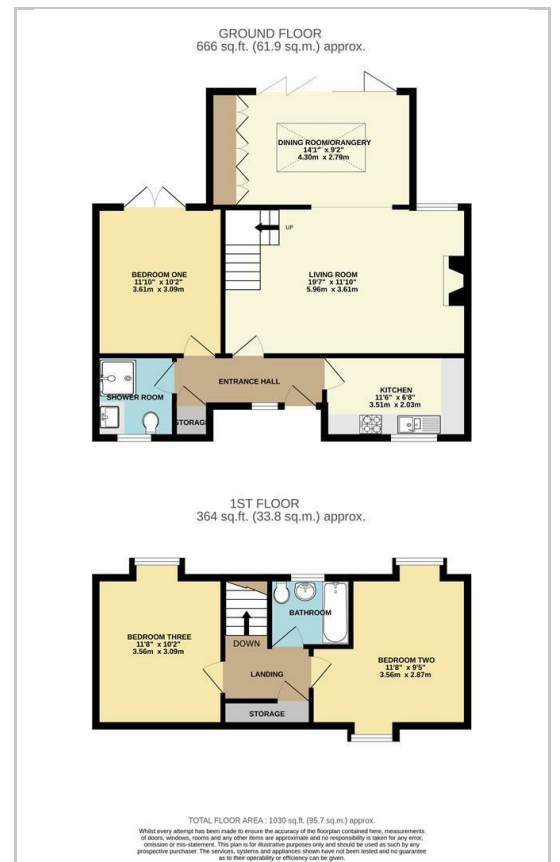 GROUND FLOOR
666 sq.ft. (61.9 sq.m.) approx.
DINING ROOM/ORANGERY
14'1" x 9'2"
4.30m x 2.79m
UP
BEDROOM ONE
11'10" x 10'2"
3.61m x 3.09m
LIVING ROOM
19'7" x 11'10"
5.96m x 3.61m
ENTRANCE HALL
SHOWER ROOM
STORAGE
KITCHEN
11'6" x 6'8"
3.51m x 2.03m
1ST FLOOR
364 sq.ft. (33.8 sq.m.) approx.
BATHROOM
DOWN
BEDROOM THREE
11'8" x 10'2"
3.56m x 3.09m
BEDROOM TWO
11'8" x 9'5"
3.56m x 2.87m
LANDING
STORAGE
TOTAL FLOOR AREA : 1030 sq.ft. (95.7 sq.m.) approx.
Whilst every attempt has been made to ensure the accuracy of the floorplan contained here, measurements
of doors, windows, rooms and any other items are approximate and no responsibility is taken for any error,
omission or mis-statement. This plan is for illustrative purposes only and should be used as such by any
prospective purchaser. The services, systems and appliances shown have not been tested and no guarantee
as to their operability or efficiency can be given.